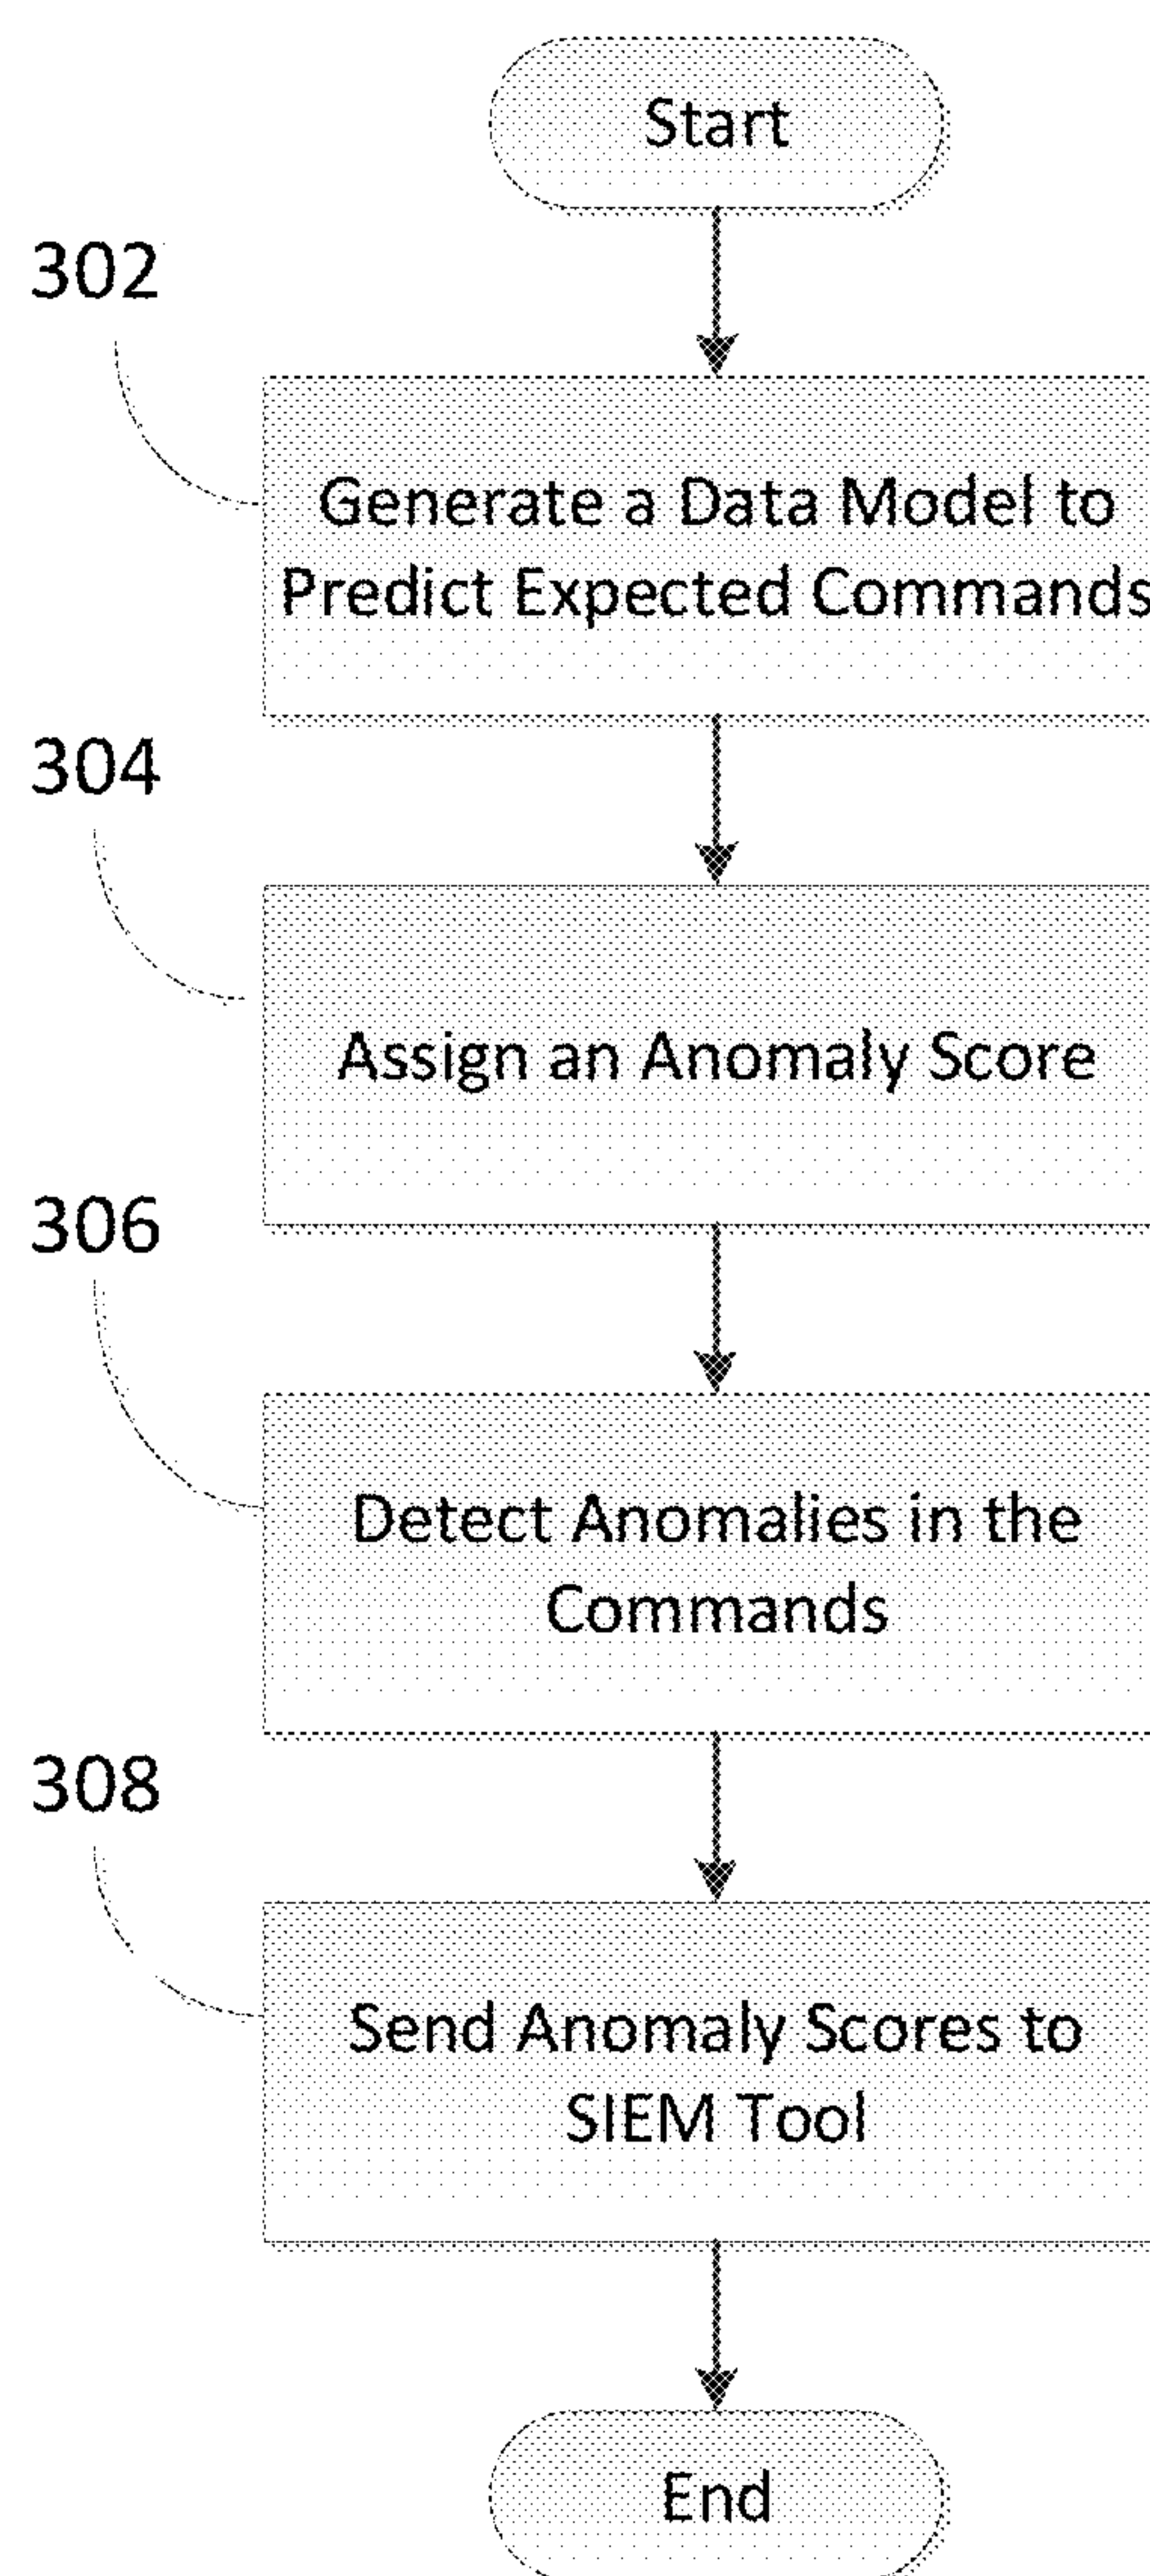 Start
302
Generate a Data Model to
Predict Expected Commands
304
Assign an Anomaly Score
306
Detect Anomalies in the
Commands
308
Send Anomaly Scores to
SIEM Tool
End